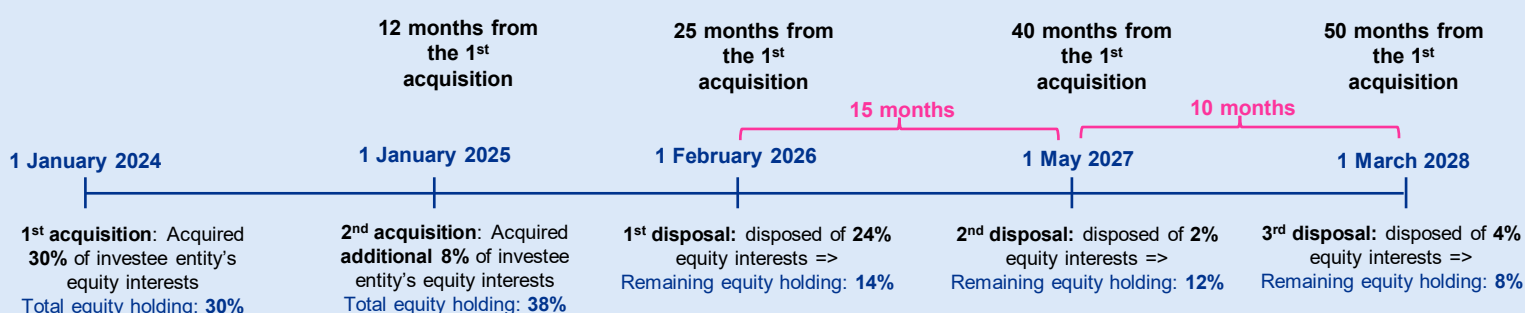 12 months from
the 1st
acquisition
25 months from
the 1st
acquisition
40 months from
the 1st
acquisition
50 months from
the 1st
acquisition
15 months
10 months
1 January 2024
1 January 2025
1 February 2026
1 May 2027
1 March 2028
1st acquisition: Acquired
30% of investee entity's
equity interests
Total equity holding: 30%
2nd acquisition: Acquired
additional 8% of investee
entity's equity interests
Total equity holding: 38%
1st disposal: disposed of 24%
equity interests =>
Remaining equity holding: 14%
2nd disposal: disposed of 2%
equity interests =>
Remaining equity holding: 12%
3rd disposal: disposed of 4%
equity interests =>
Remaining equity holding: 8%